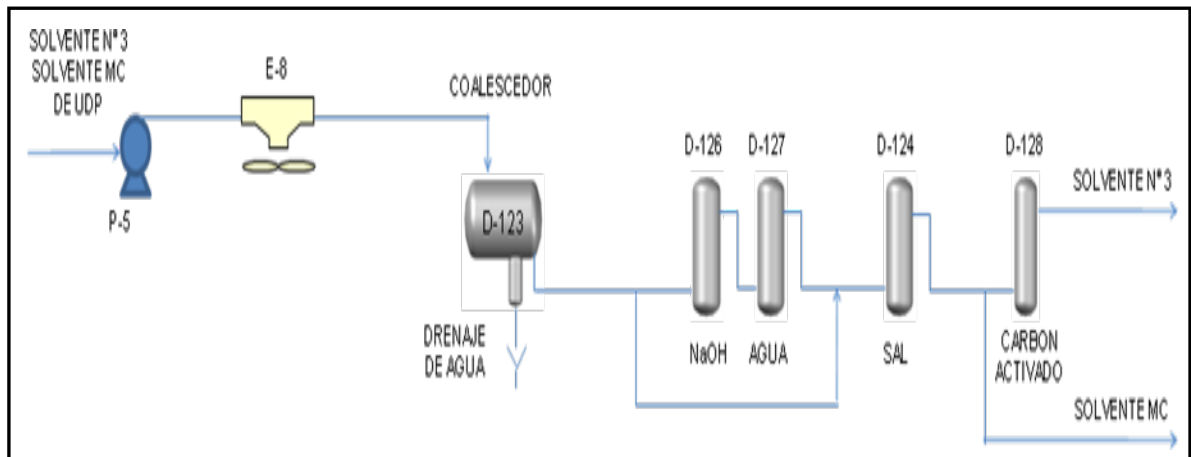 SOLVENTE N° 3
SOLVENTE MC
DE UDP
P-5
E-8
COALESCEDOR
D-123
DRENAJE
DE AGUA
D-126
D-127
D-124
D-128
NaOH
AGUA
SAL
CARBON
ACTIVADO
SOLVENTE N° 3
SOLVENTE MC